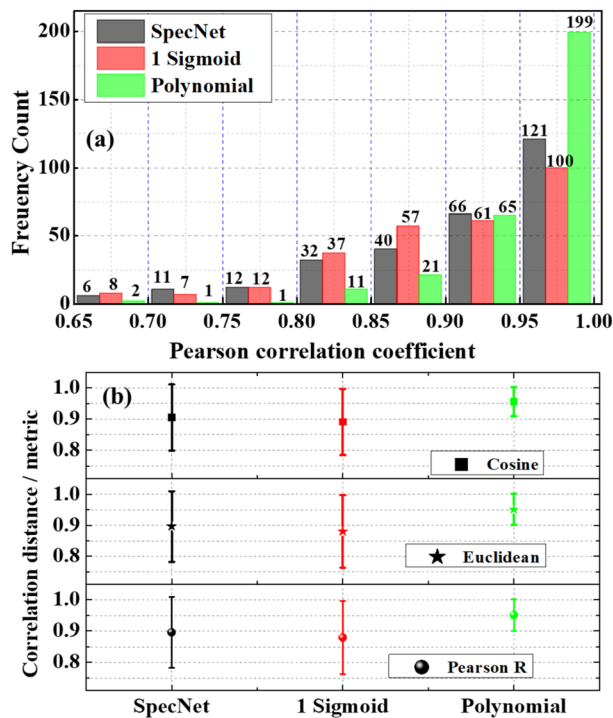 SpecNet
1 Sigmoid
Polynomial
(a)
Freuency Count
200
150
100
50
0
6 8 2
11 7 1
12 12 1
32 37 11
40 57 21
66 61 65
121 100 199
0.65 0.70 0.75 0.80 0.85 0.90 0.95 1.00
Pearson correlation coefficient
(b)
Correlation distance / metric
1.0
0.9
0.8
Cosine
1.0
0.9
0.8
Euclidean
1.0
0.9
0.8
Pearson R
SpecNet 1 Sigmoid Polynomial